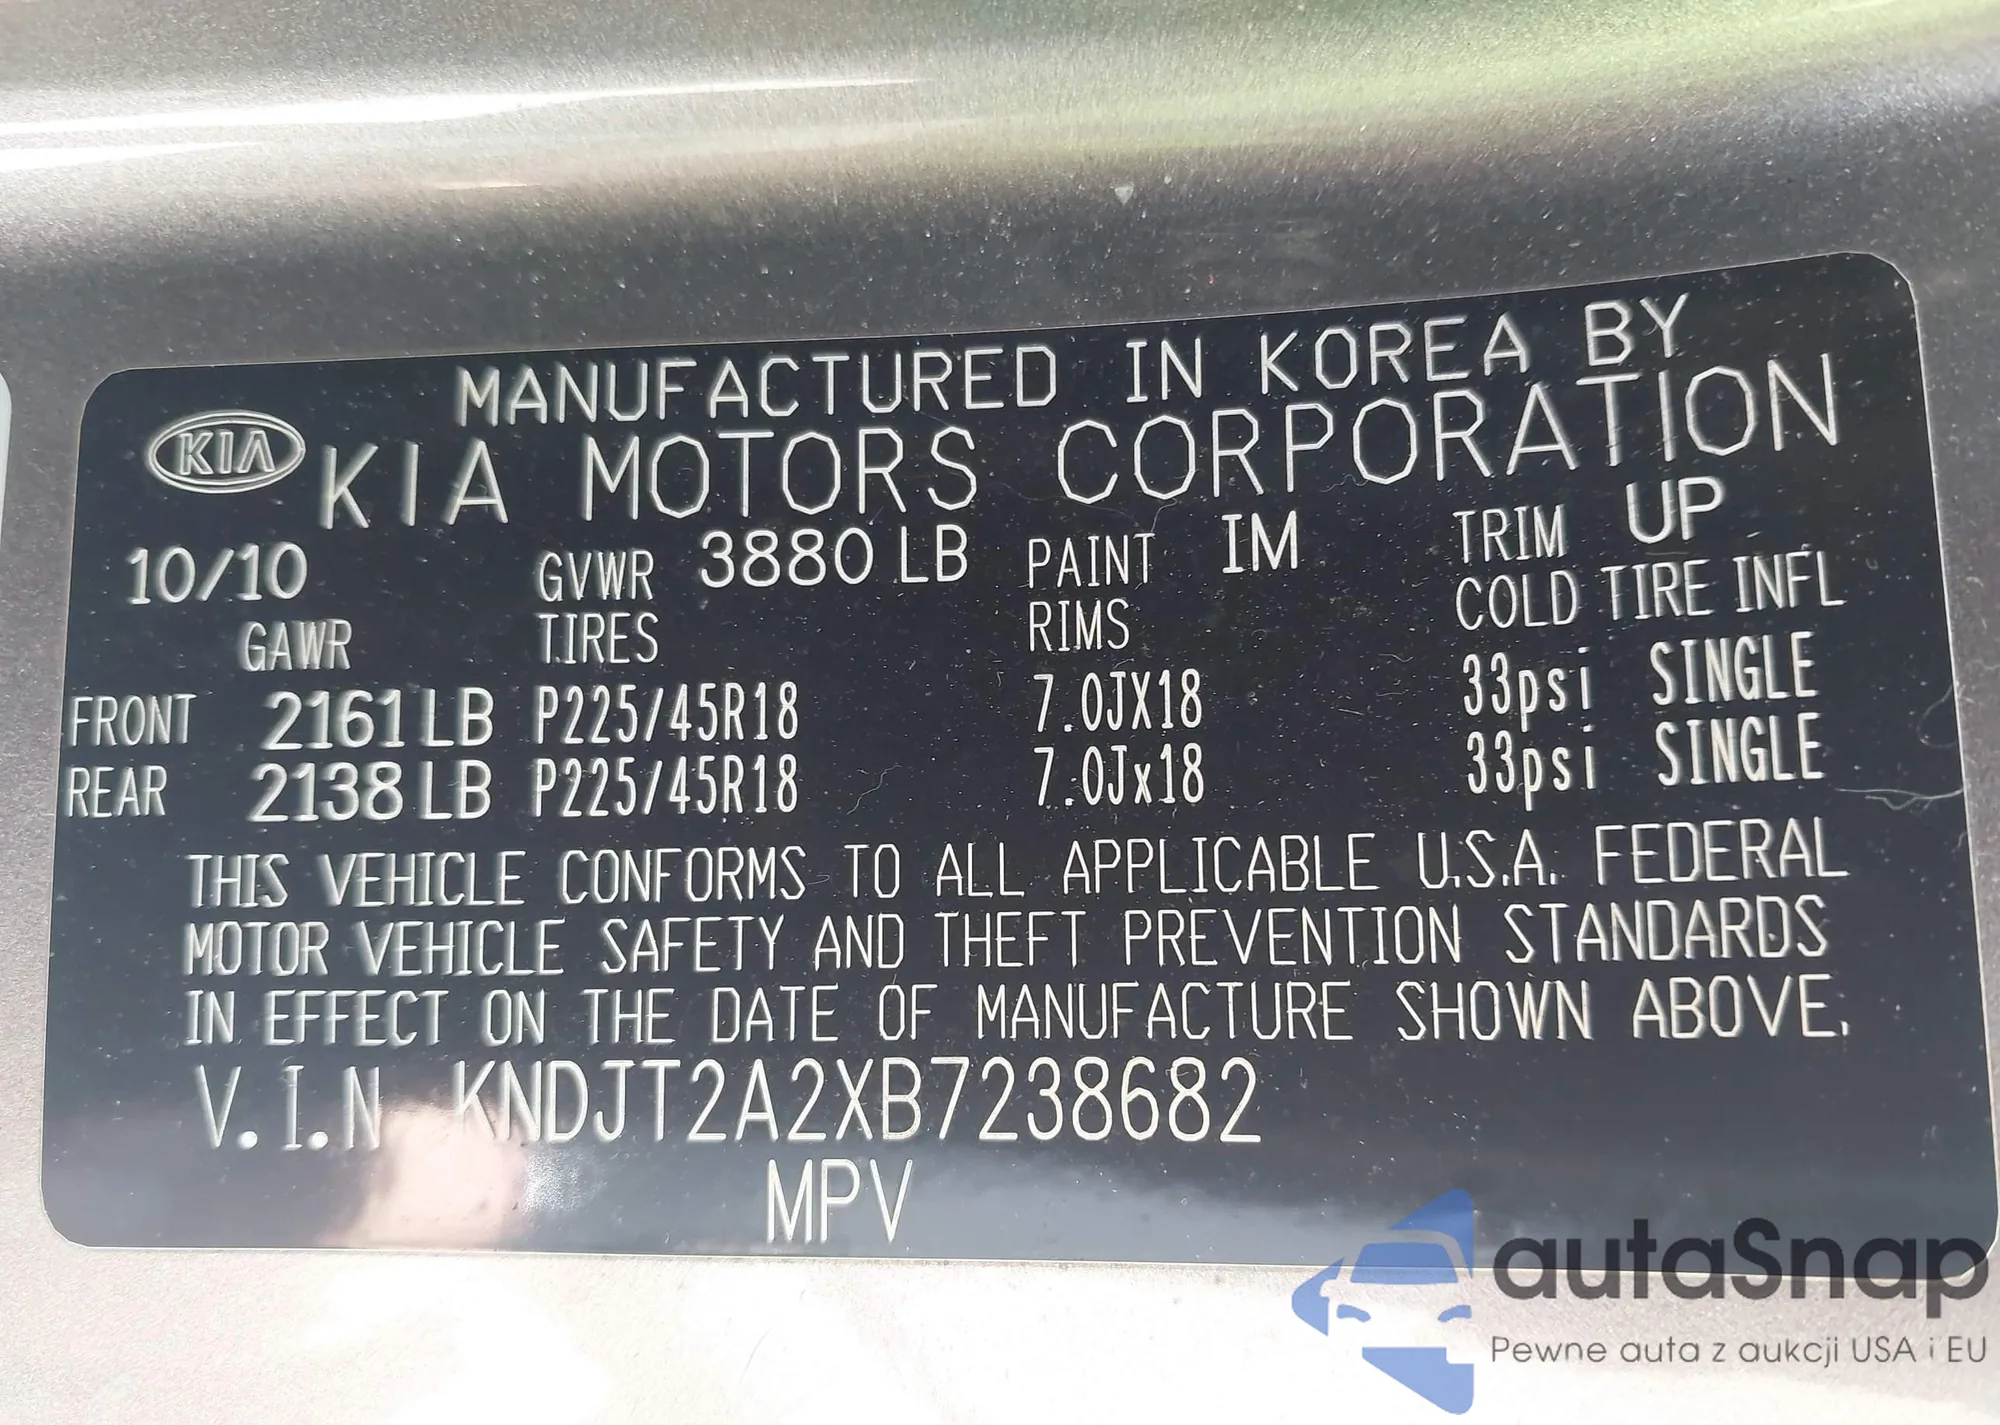 MANUFACTURED IN KOREA BY
KIA KIA MOTORS CORPORATION
10/10 GVWR 3880 LB PAINT IM TRIM UP
GAWR TIRES RIMS COLD TIRE INFL
FRONT 2161 LB P225/45R18 7.0JX18 33psi SINGLE
REAR 2138 LB P225/45R18 7.0Jx18 33psi SINGLE
THIS VEHICLE CONFORMS TO ALL APPLICABLE U.S.A. FEDERAL
MOTOR VEHICLE SAFETY AND THEFT PREVENTION STANDARDS
IN EFFECT ON THE DATE OF MANUFACTURE SHOWN ABOVE.
V.I.N KNDJT2A2XB7238682
MPV
autaSnap
Pewne auta z aukcji USA i EU